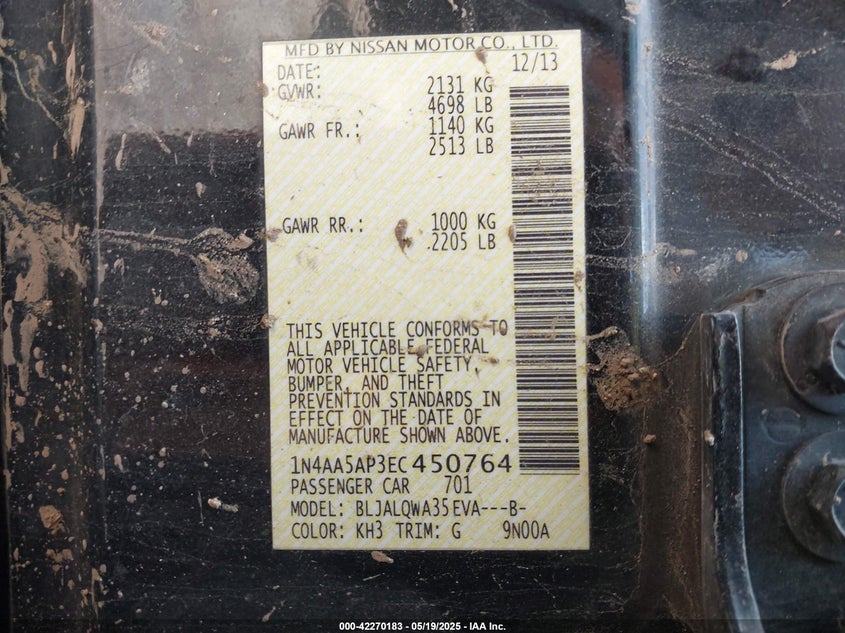 MFD BY NISSAN MOTOR CO., LTD.
DATE: 12/13
GVWR: 2131 KG
4698 LB
GAWR FR.: 1140 KG
2513 LB
GAWR RR.: 1000 KG
2205 LB
THIS VEHICLE CONFORMS TO
ALL APPLICABLE FEDERAL
MOTOR VEHICLE SAFETY,
BUMPER, AND THEFT
PREVENTION STANDARDS IN
EFFECT ON THE DATE OF
MANUFACTURE SHOWN ABOVE.
1N4AA5AP3EC450764
PASSENGER CAR 701
MODEL: BLJALQWA35EVA---B-
COLOR: KH3 TRIM: G 9N00A
000-42270183 - 05/19/2025 - IAA Inc.